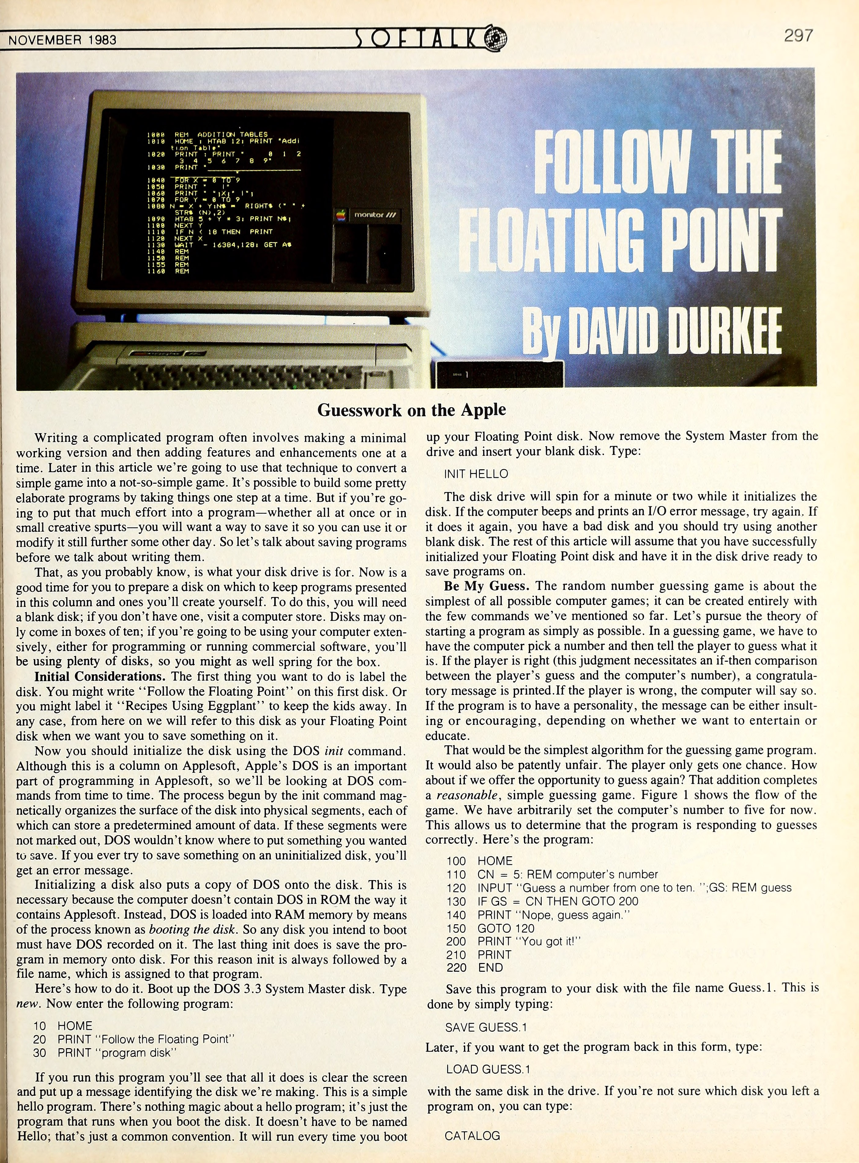 NOVEMBER 1983
SOFTALK
297
1000 REM ADDITION TABLES
1010 HOME : HTAB 12: PRINT "Addi
tion Table"
1020 PRINT : PRINT " 0 1 2
3 4 5 6 7 8 9"
1030 PRINT "
1040 FOR X = 0 TO 9
1050 PRINT " !"
1060 PRINT " ";X;" !";
1070 FOR Y = 0 TO 9
1080 N = X + Y:N$ = RIGHT$ (" " +
STR$ (N),2)
1090 HTAB 5 + Y * 3: PRINT N$;
1100 NEXT Y
1110 IF N < 18 THEN PRINT
1120 NEXT X
1130 WAIT - 16384,128: GET A$
1140 REM
1150 REM
1155 REM
1160 REM
monitor ///
FOLLOW THE
FLOATING POINT
By DAVID DURKEE
Guesswork on the Apple
Writing a complicated program often involves making a minimal
working version and then adding features and enhancements one at a
time. Later in this article we're going to use that technique to convert a
simple game into a not-so-simple game. It's possible to build some pretty
elaborate programs by taking things one step at a time. But if you're go-
ing to put that much effort into a program—whether all at once or in
small creative spurts—you will want a way to save it so you can use it or
modify it still further some other day. So let's talk about saving programs
before we talk about writing them.
That, as you probably know, is what your disk drive is for. Now is a
good time for you to prepare a disk on which to keep programs presented
in this column and ones you'll create yourself. To do this, you will need
a blank disk; if you don't have one, visit a computer store. Disks may on-
ly come in boxes of ten; if you're going to be using your computer exten-
sively, either for programming or running commercial software, you'll
be using plenty of disks, so you might as well spring for the box.
Initial Considerations. The first thing you want to do is label the
disk. You might write "Follow the Floating Point" on this first disk. Or
you might label it "Recipes Using Eggplant" to keep the kids away. In
any case, from here on we will refer to this disk as your Floating Point
disk when we want you to save something on it.
Now you should initialize the disk using the DOS init command.
Although this is a column on Applesoft, Apple's DOS is an important
part of programming in Applesoft, so we'll be looking at DOS com-
mands from time to time. The process begun by the init command mag-
netically organizes the surface of the disk into physical segments, each of
which can store a predetermined amount of data. If these segments were
not marked out, DOS wouldn't know where to put something you wanted
to save. If you ever try to save something on an uninitialized disk, you'll
get an error message.
Initializing a disk also puts a copy of DOS onto the disk. This is
necessary because the computer doesn't contain DOS in ROM the way it
contains Applesoft. Instead, DOS is loaded into RAM memory by means
of the process known as booting the disk. So any disk you intend to boot
must have DOS recorded on it. The last thing init does is save the pro-
gram in memory onto disk. For this reason init is always followed by a
file name, which is assigned to that program.
Here's how to do it. Boot up the DOS 3.3 System Master disk. Type
new. Now enter the following program:
10 HOME
20 PRINT "Follow the Floating Point"
30 PRINT "program disk"
If you run this program you'll see that all it does is clear the screen
and put up a message identifying the disk we're making. This is a simple
hello program. There's nothing magic about a hello program; it's just the
program that runs when you boot the disk. It doesn't have to be named
Hello; that's just a common convention. It will run every time you boot
up your Floating Point disk. Now remove the System Master from the
drive and insert your blank disk. Type:
INIT HELLO
The disk drive will spin for a minute or two while it initializes the
disk. If the computer beeps and prints an I/O error message, try again. If
it does it again, you have a bad disk and you should try using another
blank disk. The rest of this article will assume that you have successfully
initialized your Floating Point disk and have it in the disk drive ready to
save programs on.
Be My Guess. The random number guessing game is about the
simplest of all possible computer games; it can be created entirely with
the few commands we've mentioned so far. Let's pursue the theory of
starting a program as simply as possible. In a guessing game, we have to
have the computer pick a number and then tell the player to guess what it
is. If the player is right (this judgment necessitates an if-then comparison
between the player's guess and the computer's number), a congratula-
tory message is printed.If the player is wrong, the computer will say so.
If the program is to have a personality, the message can be either insult-
ing or encouraging, depending on whether we want to entertain or
educate.
That would be the simplest algorithm for the guessing game program.
It would also be patently unfair. The player only gets one chance. How
about if we offer the opportunity to guess again? That addition completes
a reasonable, simple guessing game. Figure 1 shows the flow of the
game. We have arbitrarily set the computer's number to five for now.
This allows us to determine that the program is responding to guesses
correctly. Here's the program:
100 HOME
110 CN = 5: REM computer's number
120 INPUT "Guess a number from one to ten. ";GS: REM guess
130 IF GS = CN THEN GOTO 200
140 PRINT "Nope, guess again."
150 GOTO 120
200 PRINT "You got it!"
210 PRINT
220 END
Save this program to your disk with the file name Guess.1. This is
done by simply typing:
SAVE GUESS.1
Later, if you want to get the program back in this form, type:
LOAD GUESS.1
with the same disk in the drive. If you're not sure which disk you left a
program on, you can type:
CATALOG